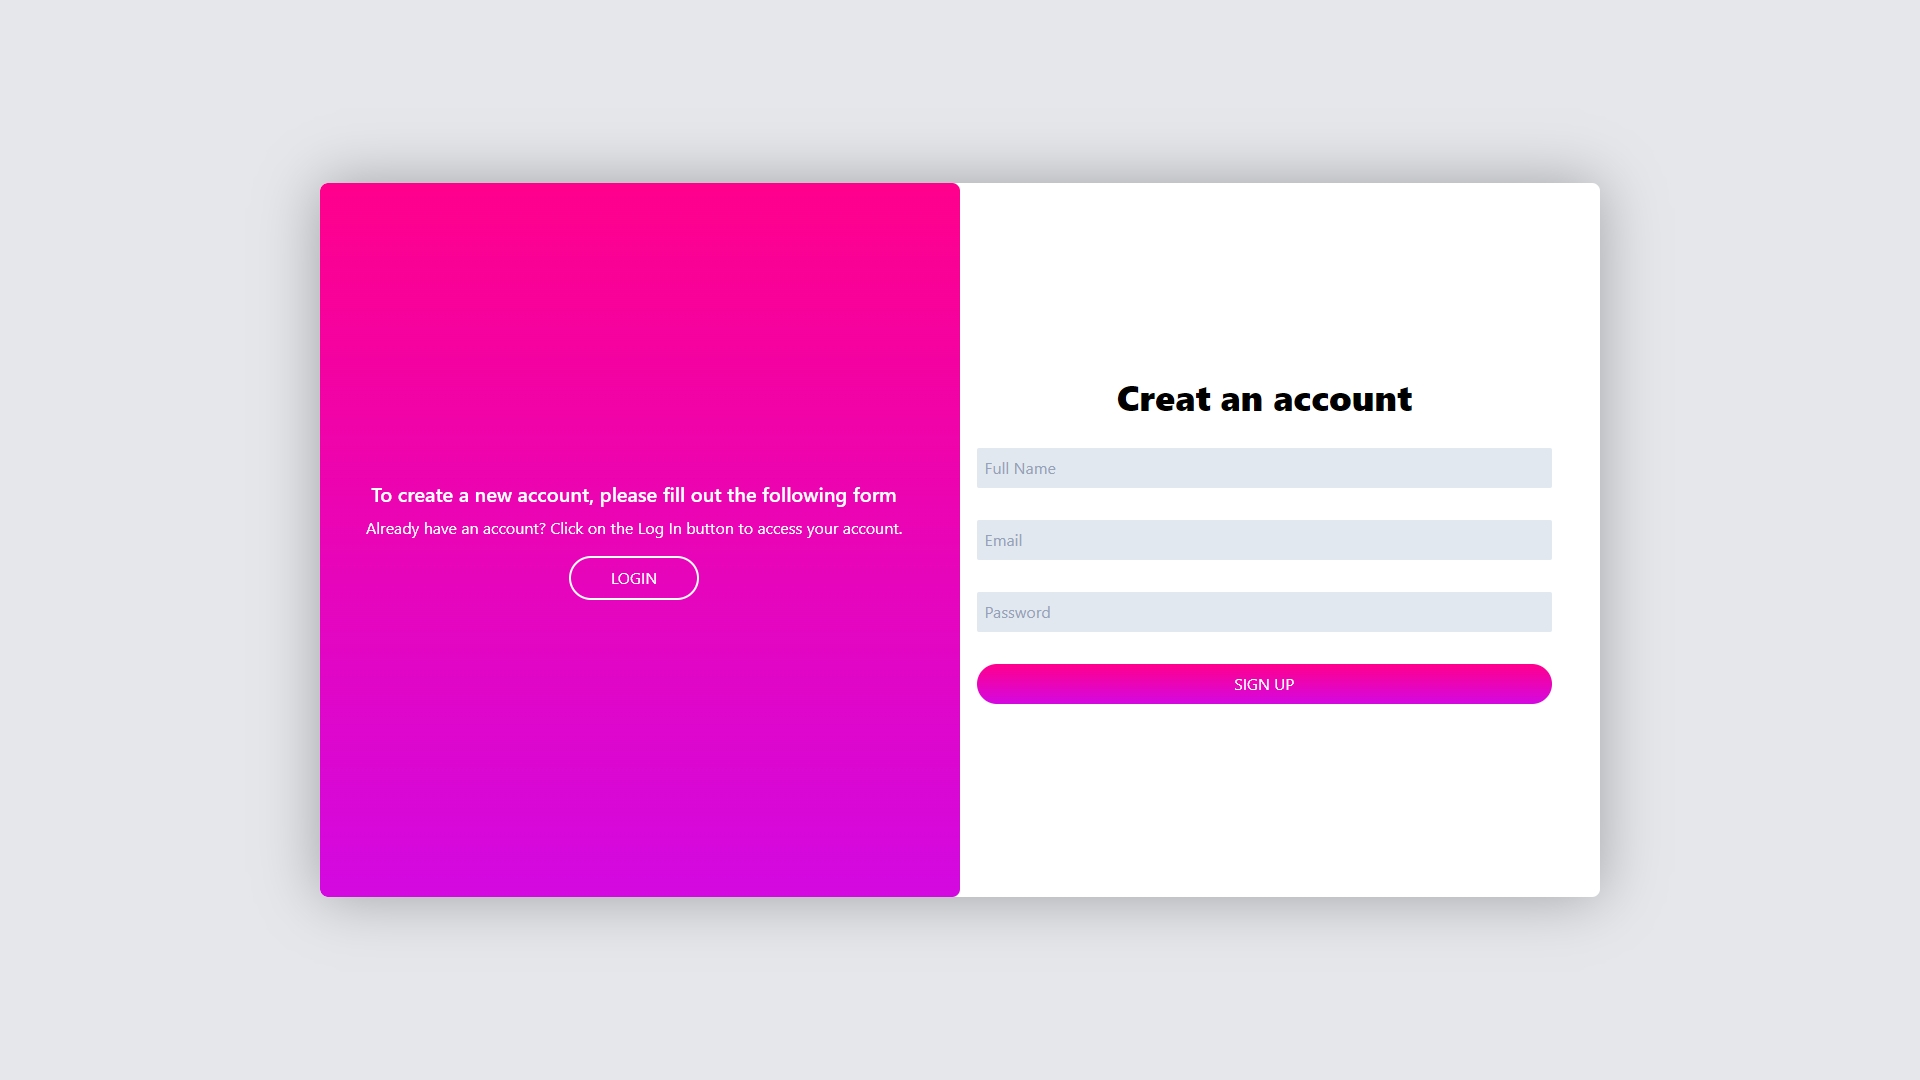 To create a new account, please fill out the following form
Already have an account? Click on the Log In button to access your account.
LOGIN
Creat an account
Full Name
Email
Password
SIGN UP